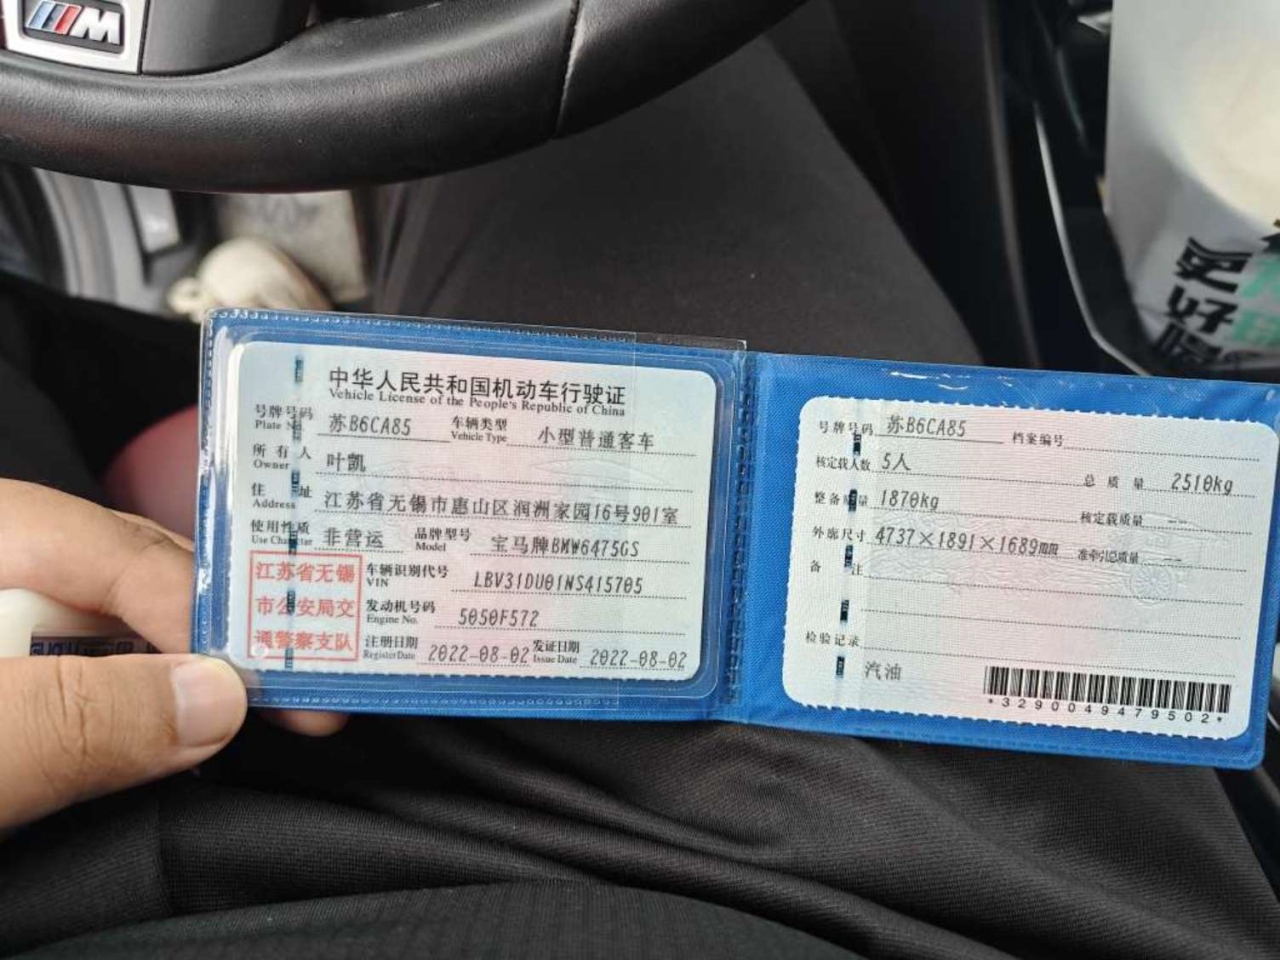 M
中华人民共和国机动车行驶证
Vehicle License of the People's Republic of China
号牌号码 苏B6CA85 车辆类型 小型普通客车
Plate No. Vehicle Type
所有人 叶凯
Owner
住址 江苏省无锡市惠山区润洲家园16号901室
Address
使用性质 非营运 品牌型号 宝马牌BMW6475GS
Use Character Model
江苏省无锡
市公安局交
通警察支队
车辆识别代号 LBV31DU01NS415705
VIN
发动机号码 5050F572
Engine No.
注册日期 2022-08-02 发证日期 2022-08-02
Register Date Issue Date
号牌号码 苏B6CA85 档案编号
核定载人数 5人 总质量 2510kg
整备质量 1870kg 核定载质量 --
外廓尺寸 4737×1891×1689mm 准牵引总质量 --
备注
检验记录
汽油
*3290049479502*
更
好